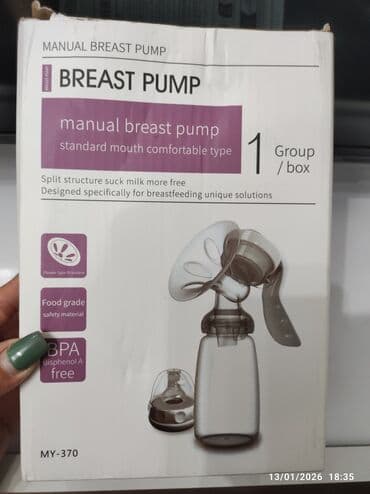 MANUAL BREAST PUMP
BREAST PUMP
manual breast pump
standard mouth comfortable type
1 Group
/ box
Split structure suck milk more free
Designed specifically for breastfeeding unique solutions
Food grade
safety material
BPA
bisphenol A
free
MY-370
13/01/2026 18:35